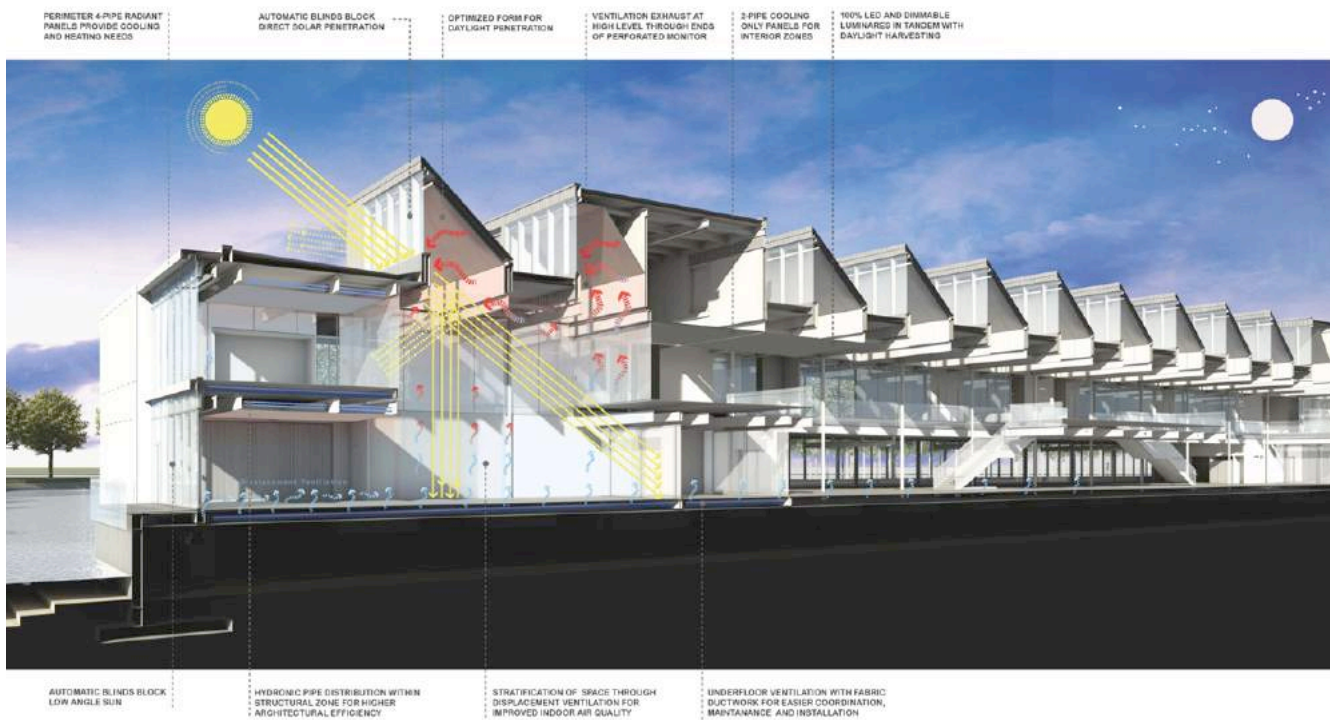 PERIMETER 4-PIPE RADIANT
PANELS PROVIDE COOLING
AND HEATING NEEDS
AUTOMATIC BLINDS BLOCK
DIRECT SOLAR PENETRATION
OPTIMIZED FORM FOR
DAYLIGHT PENETRATION
VENTILATION EXHAUST AT
HIGH LEVEL THROUGH ENDS
OF PERFORATED MONITOR
2-PIPE COOLING
ONLY PANELS FOR
INTERIOR ZONES
100% LED AND DIMMABLE
LUMINARES IN TANDEM WITH
DAYLIGHT HARVESTING
Displacement Ventilation
AUTOMATIC BLINDS BLOCK
LOW ANGLE SUN
HYDRONIC PIPE DISTRIBUTION WITHIN
STRUCTURAL ZONE FOR HIGHER
ARCHITECTURAL EFFICIENCY
STRATIFICATION OF SPACE THROUGH
DISPLACEMENT VENTILATION FOR
IMPROVED INDOOR AIR QUALITY
UNDERFLOOR VENTILATION WITH FABRIC
DUCTWORK FOR EASIER COORDINATION,
MAINTANANCE AND INSTALLATION